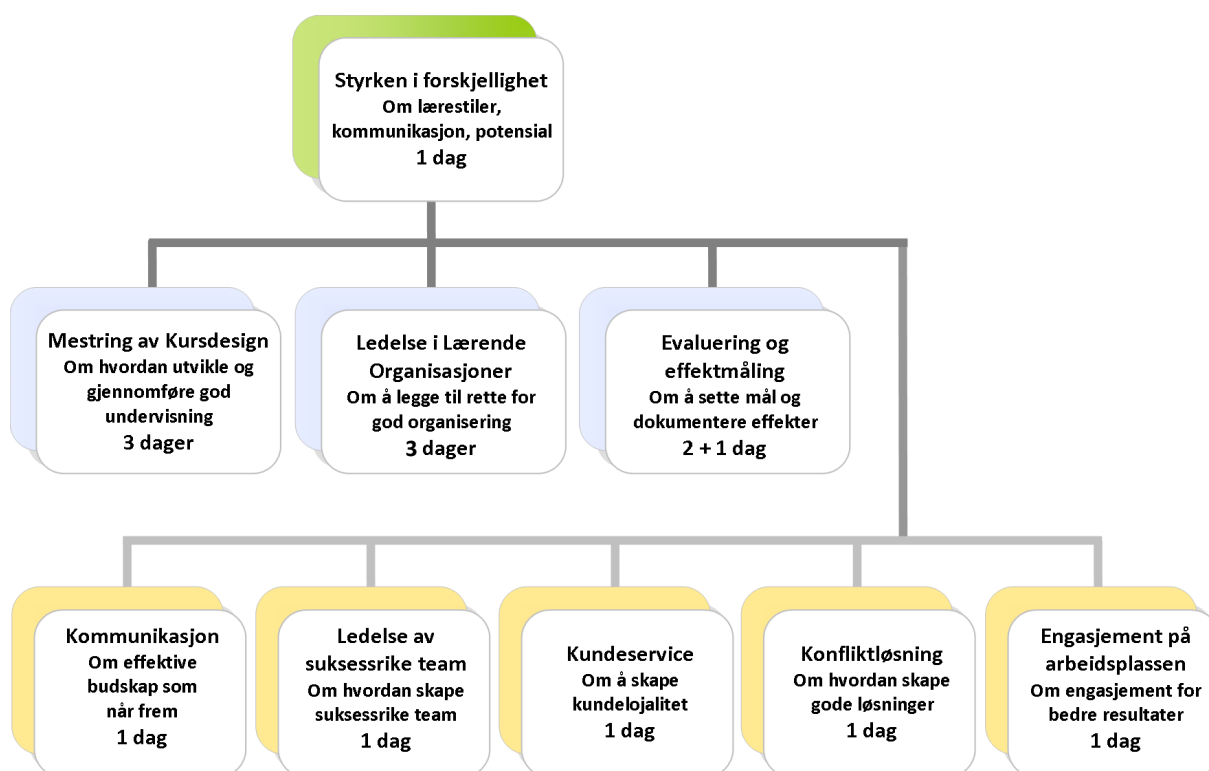 Styrken i forskjellighet
Om lærestiler,
kommunikasjon, potensial
1 dag
Mestring av Kursdesign
Om hvordan utvikle og
gjennomføre god
undervisning
3 dager
Ledelse i Lærende
Organisasjoner
Om å legge til rette for
god organisering
3 dager
Evaluering og
effektmåling
Om å sette mål og
dokumentere effekter
2 + 1 dag
Kommunikasjon
Om effektive
budskap som
når frem
1 dag
Ledelse av
suksessrike team
Om hvordan skape
suksessrike team
1 dag
Kundeservice
Om å skape
kundelojalitet
1 dag
Konfliktløsning
Om hvordan skape
gode løsninger
1 dag
Engasjement på
arbeidsplassen
Om engasjement for
bedre resultater
1 dag